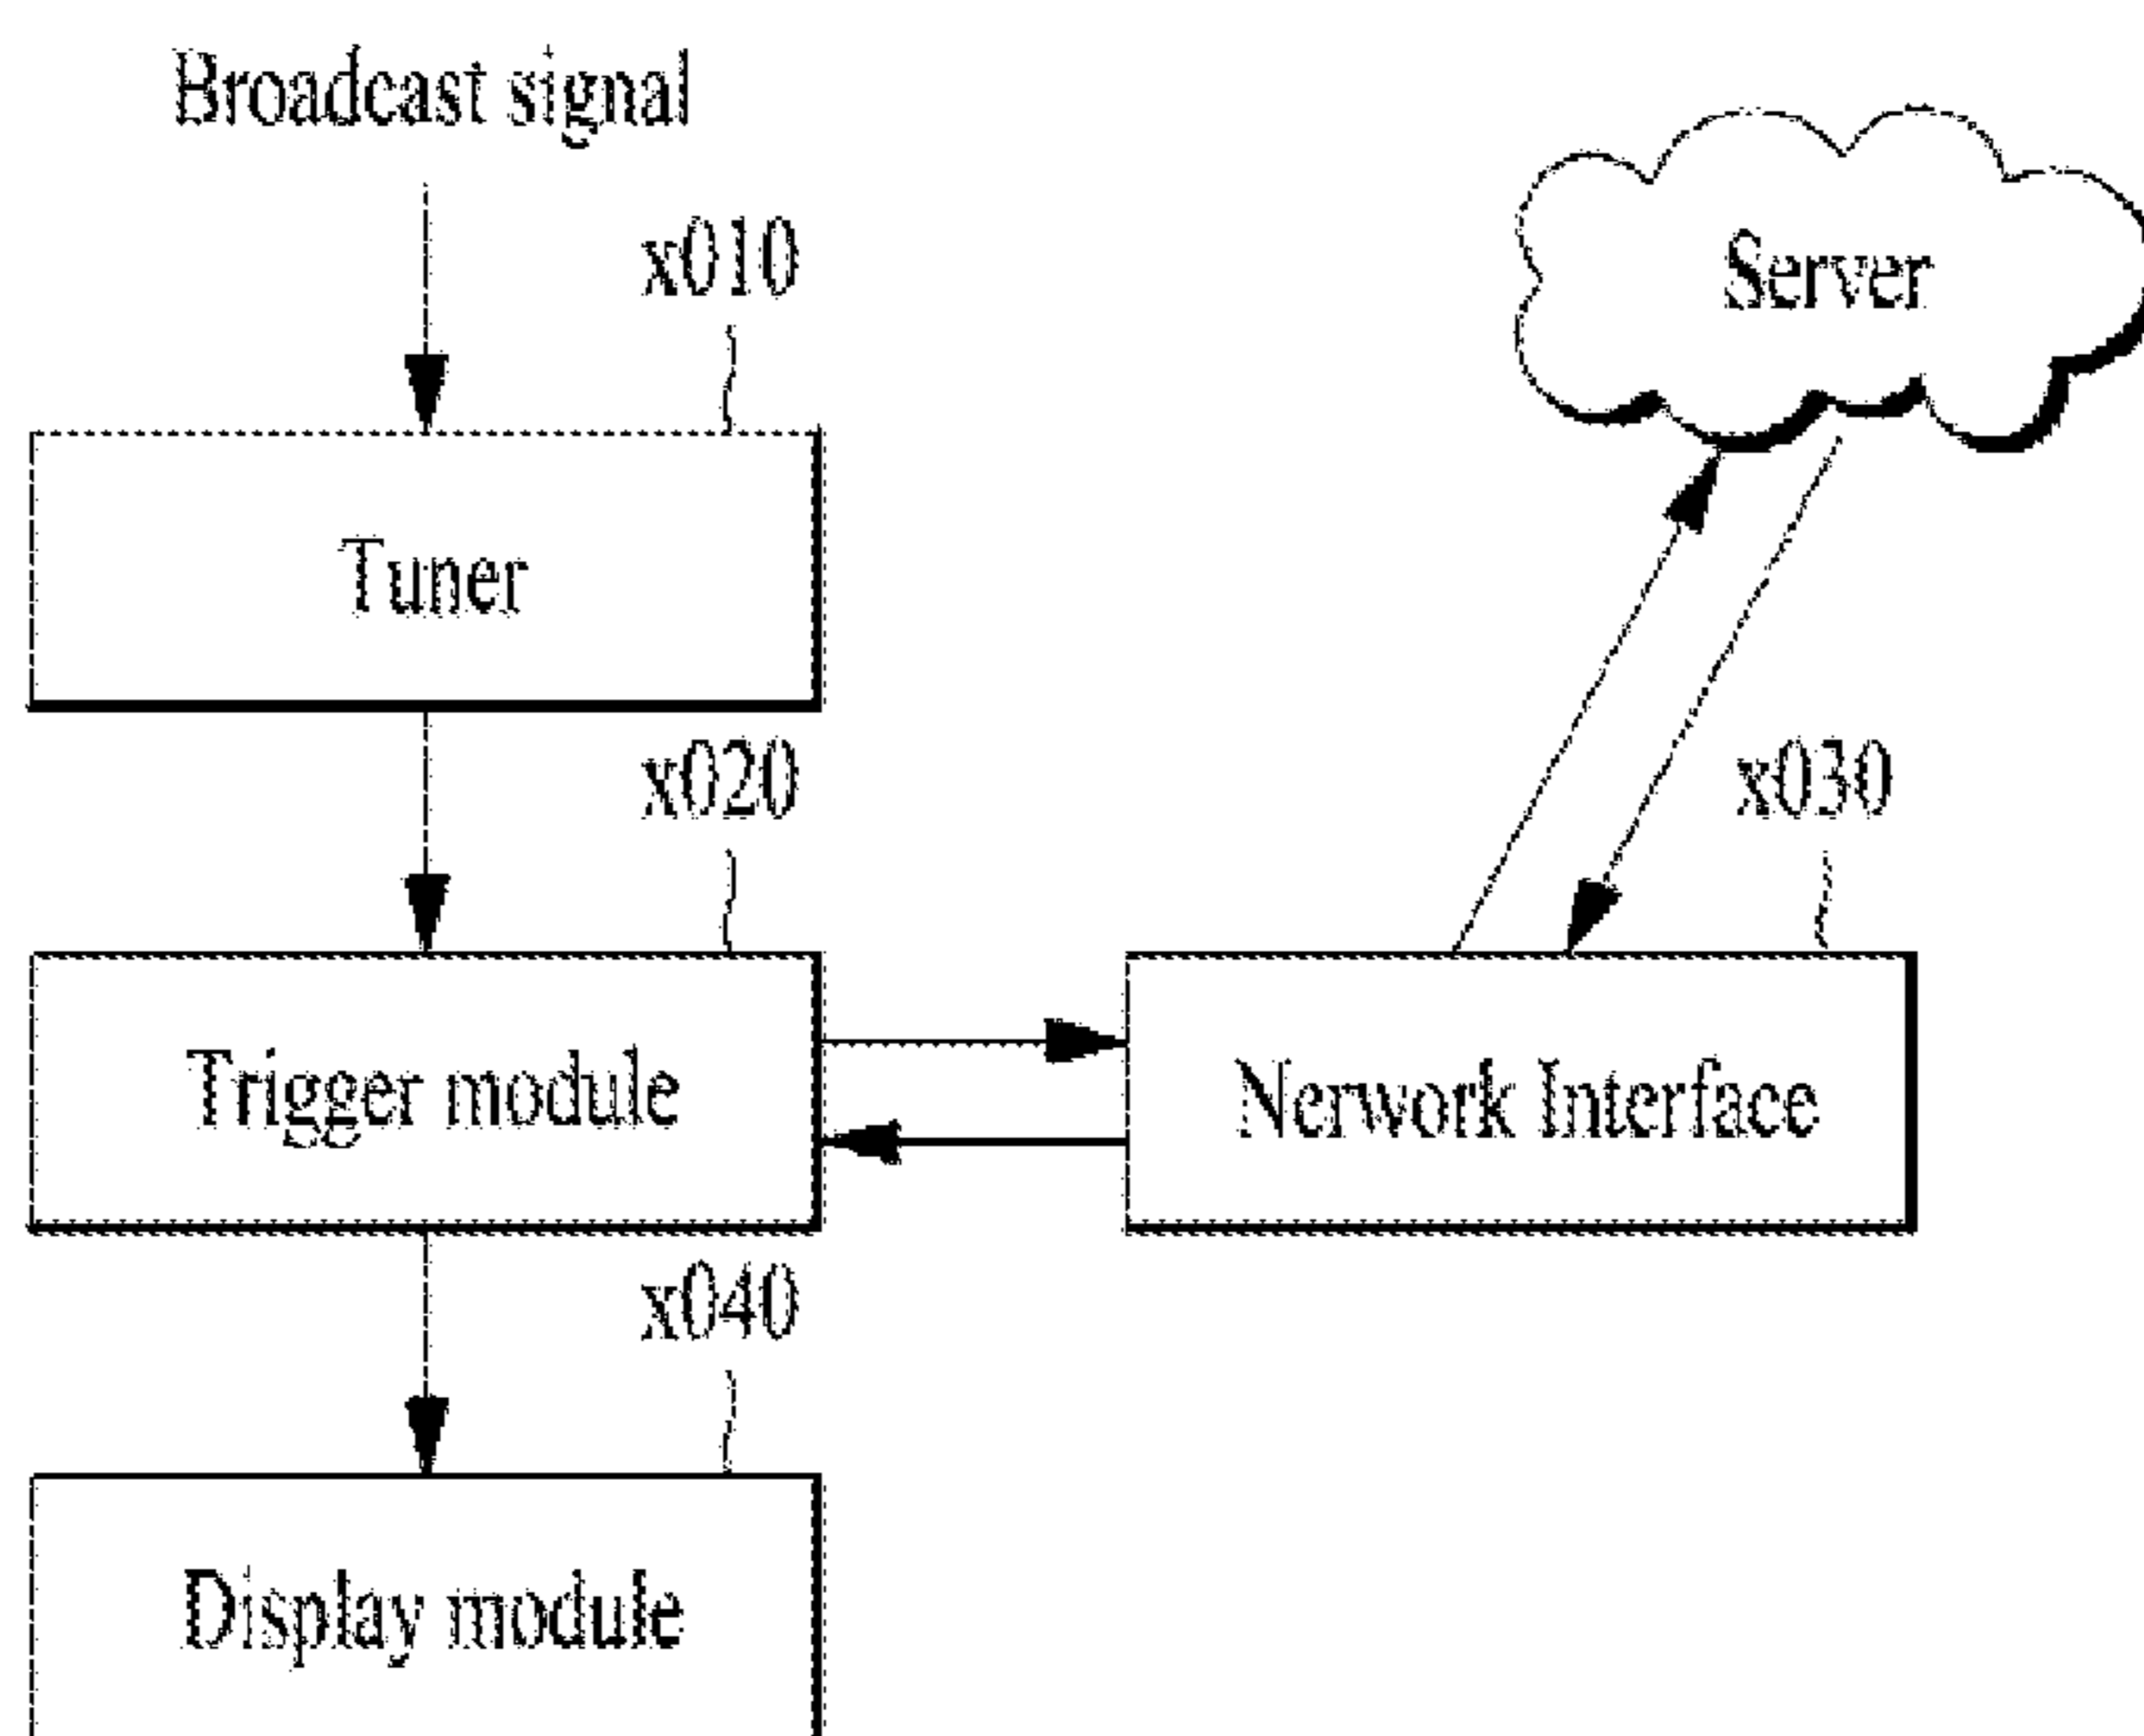 Broadcast signal
x010
Server
Tuner
x020
x030
Trigger module
Nerwork Interface
x040
Display module